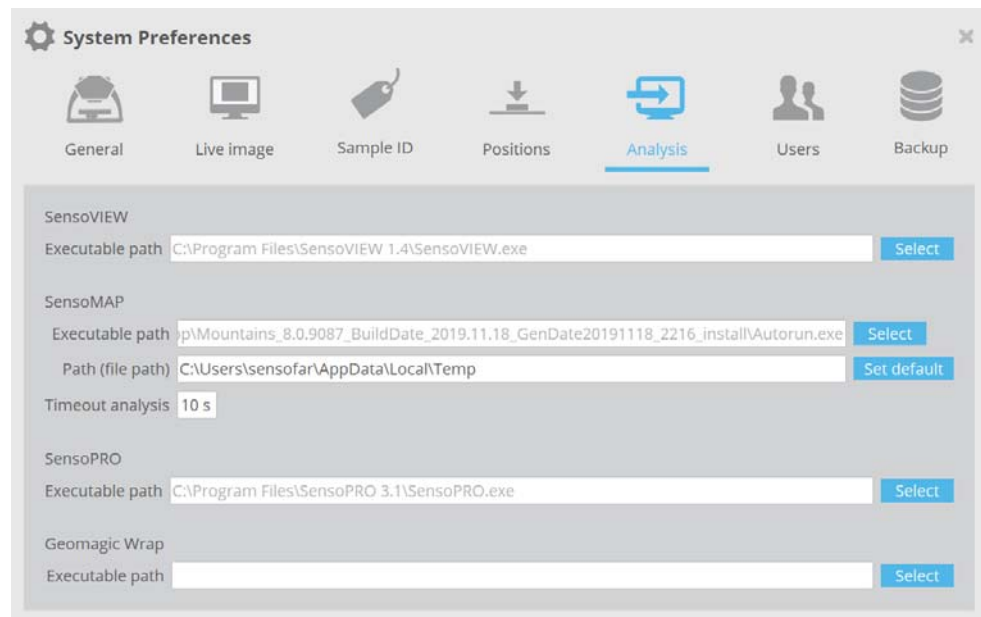 System Preferences
General Live image Sample ID Positions Analysis Users Backup
SensoVIEW
Executable path C:\Program Files\SensoVIEW 1.4\SensoVIEW.exe Select
SensoMAP
Executable path p\Mountains_8.0.9087_BuildDate_2019.11.18_GenDate20191118_2216_install\Autorun.exe Select
Path (file path) C:\Users\sensofar\AppData\Local\Temp Set default
Timeout analysis 10 s
SensoPRO
Executable path C:\Program Files\SensoPRO 3.1\SensoPRO.exe Select
Geomagic Wrap
Executable path Select